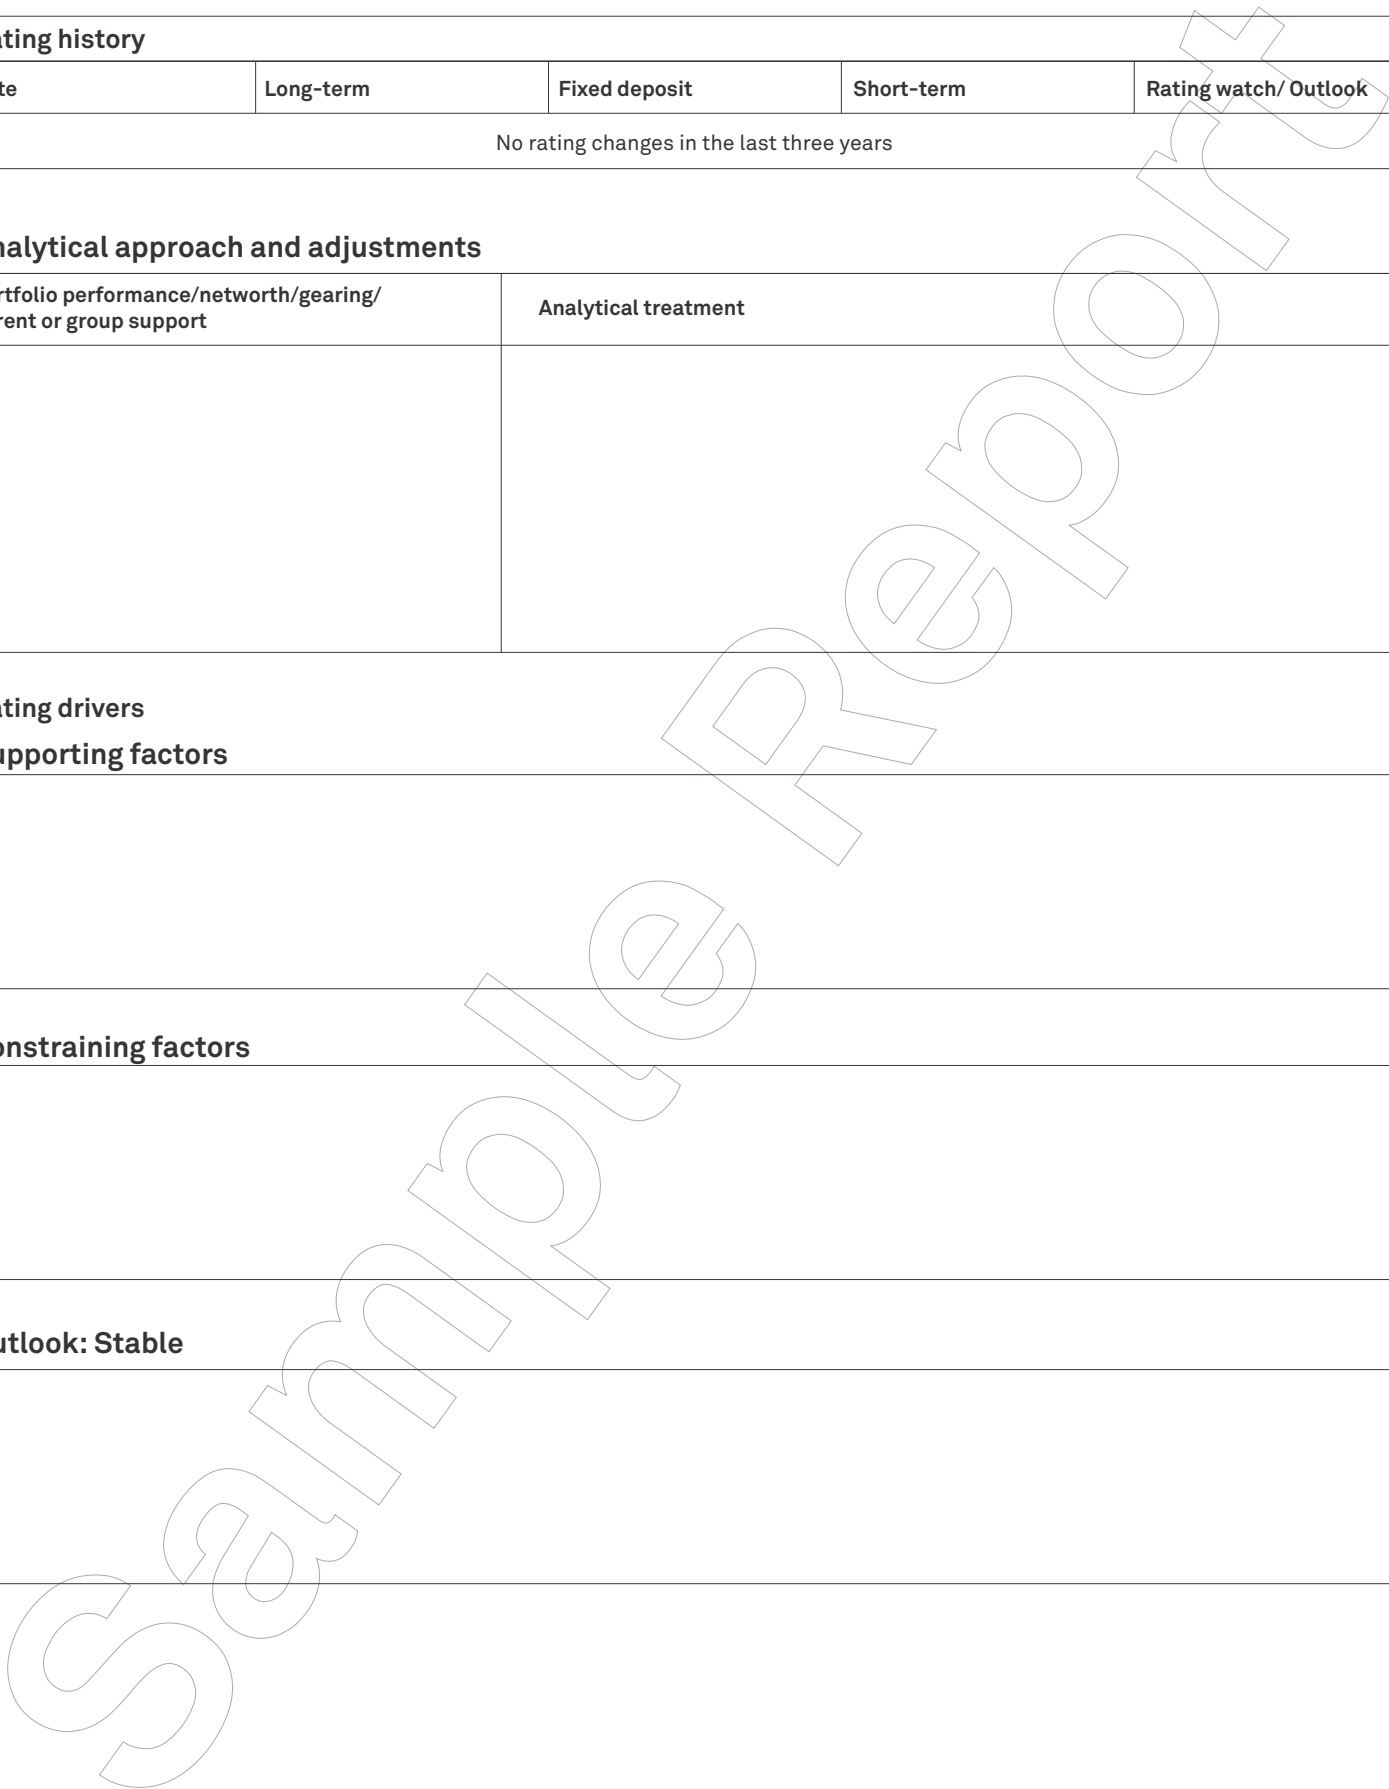 ating history
te Long-term Fixed deposit Short-term Rating watch/ Outlook
No rating changes in the last three years
nalytical approach and adjustments
rtfolio performance/networth/gearing/
rent or group support
Analytical treatment
ating drivers
upporting factors
onstraining factors
utlook: Stable
Sample Report